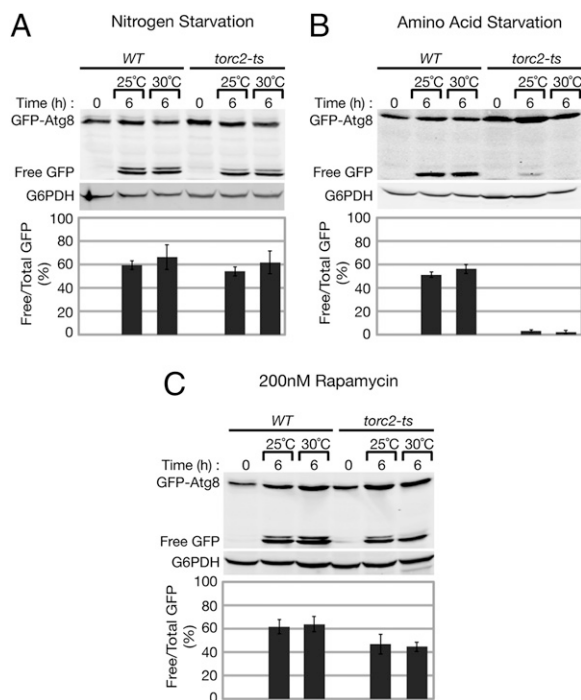 A
Nitrogen Starvation
WT torc2-ts
25°C 30°C 25°C 30°C
Time (h) : 0 6 6 0 6 6
GFP-Atg8
Free GFP
G6PDH
Free/Total GFP
(%)
100
80
60
40
20
0
B
Amino Acid Starvation
WT torc2-ts
25°C 30°C 25°C 30°C
Time (h) : 0 6 6 0 6 6
GFP-Atg8
Free GFP
G6PDH
Free/Total GFP
(%)
100
80
60
40
20
0
C
200nM Rapamycin
WT torc2-ts
25°C 30°C 25°C 30°C
Time (h) : 0 6 6 0 6 6
GFP-Atg8
Free GFP
G6PDH
Free/Total GFP
(%)
100
80
60
40
20
0